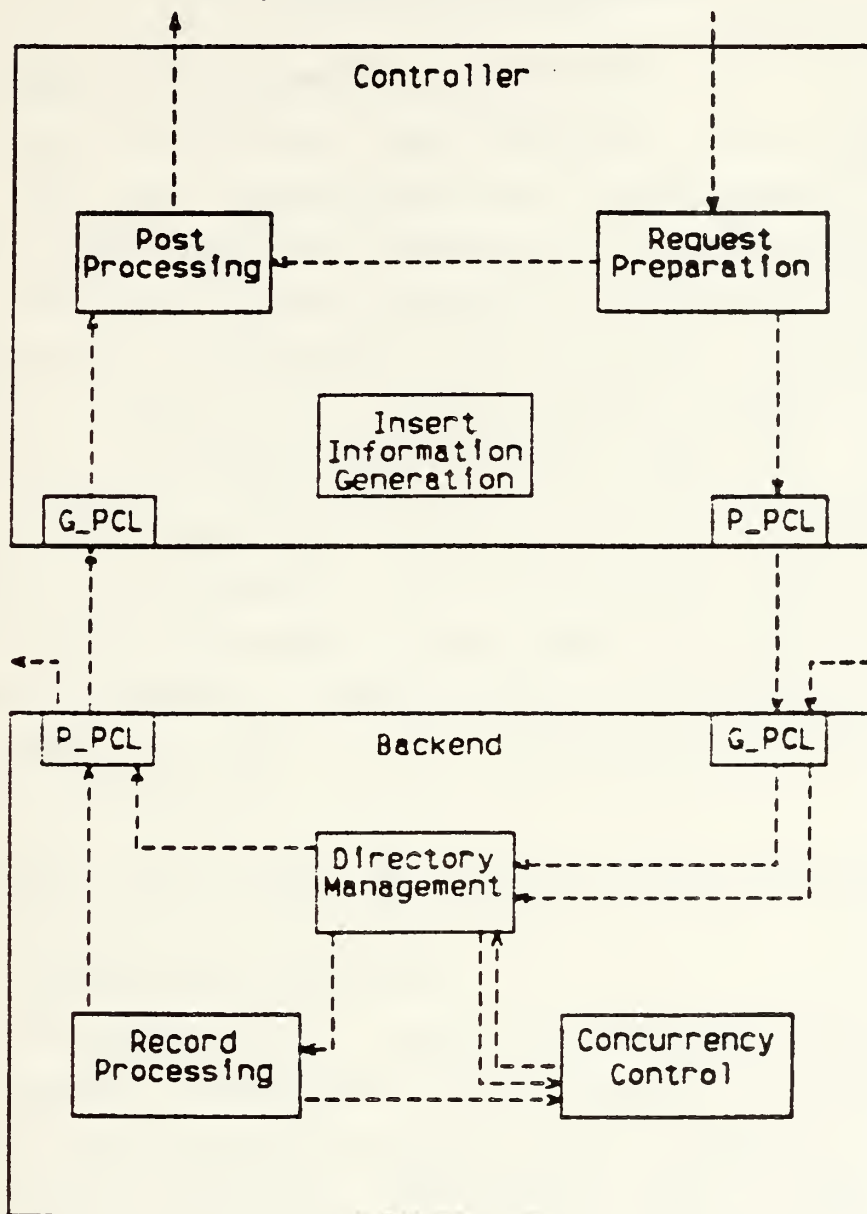 Controller
Post
Processing
Request
Preparation
Insert
Information
Generation
G_PCL
P_PCL
P_PCL
Backend
G_PCL
Directory
Management
Record
Processing
Concurrency
Control